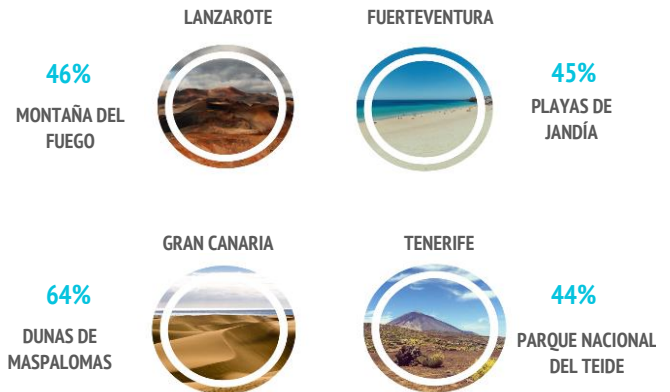 LANZAROTE
46%
MONTAÑA DEL
FUEGO
FUERTEVENTURA
45%
PLAYAS DE
JANDÍA
GRAN CANARIA
64%
DUNAS DE
MASPALOMAS
TENERIFE
44%
PARQUE NACIONAL
DEL TEIDE